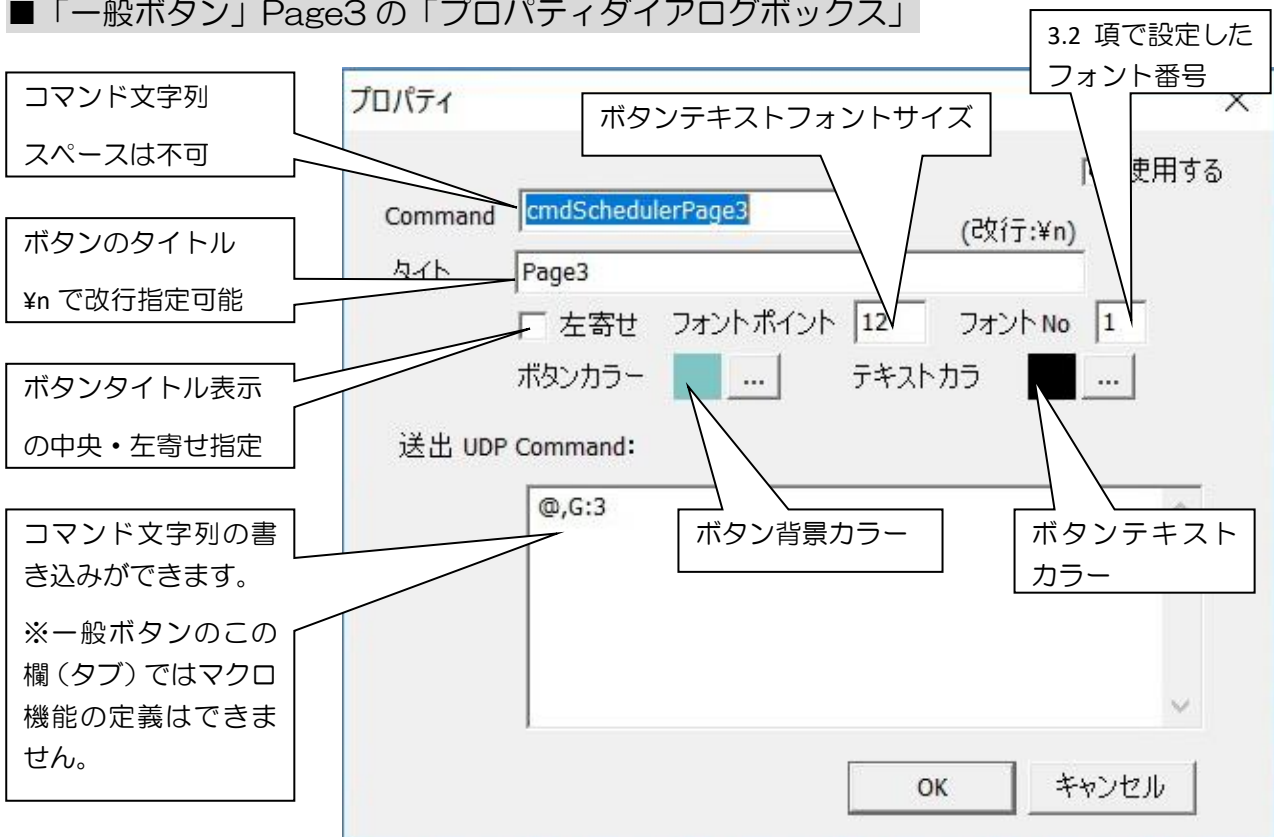 ■「一般ボタン」Page3 の「プロパティダイアログボックス」
3.2 項で設定した
フォント番号
コマンド文字列
スペースは不可
プロパティ
ボタンテキストフォントサイズ
使用する
Command
cmdSchedulerPage3
(改行:¥n)
ボタンのタイトル
¥n で改行指定可能
タイト
Page3
左寄せ
フォントポイント
12
フォント No
1
ボタンタイトル表示
の中央・左寄せ指定
ボタンカラー
...
テキストカラ
...
送出 UDP Command:
@,G:3
コマンド文字列の書
き込みができます。
※一般ボタンのこの
欄(タブ)ではマクロ
機能の定義はできま
せん。
ボタン背景カラー
ボタンテキスト
カラー
OK
キャンセル